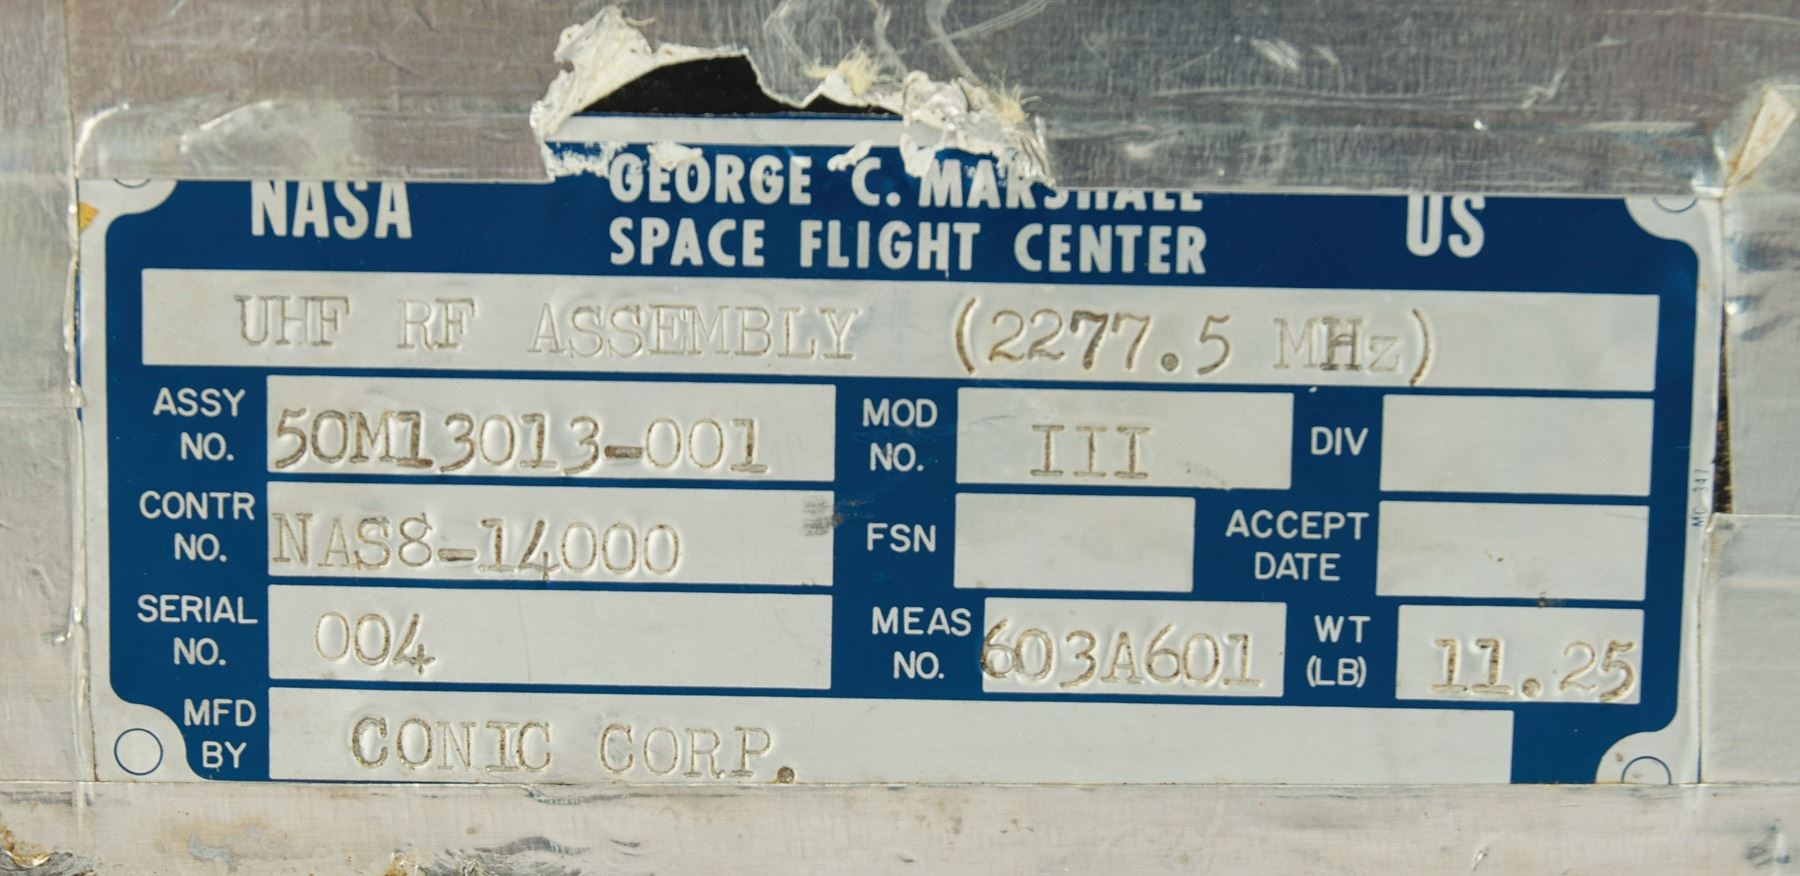 NASA GEORGE C. MARSHALL US
SPACE FLIGHT CENTER
UHF RF ASSEMBLY (2277.5 MHz)
ASSY NO. 50M13013-001 MOD NO. III DIV
CONTR NO. NAS8-14000 FSN ACCEPT DATE
SERIAL NO. 004 MEAS NO. 603A601 WT (LB) 11.25
MFD BY CONIC CORP.
MC 347